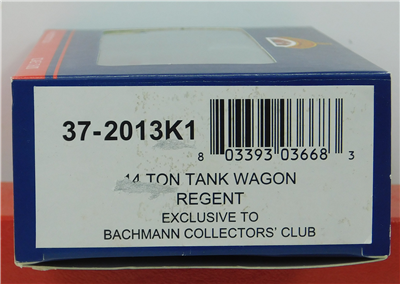 37-2013K1
8 03393 03668 3
14 TON TANK WAGON
REGENT
EXCLUSIVE TO
BACHMANN COLLECTORS' CLUB